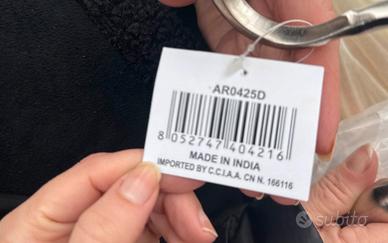 AR0425D
8 052747 404216
MADE IN INDIA
IMPORTED BY C.C.I.A.A. CN N. 166116
subito